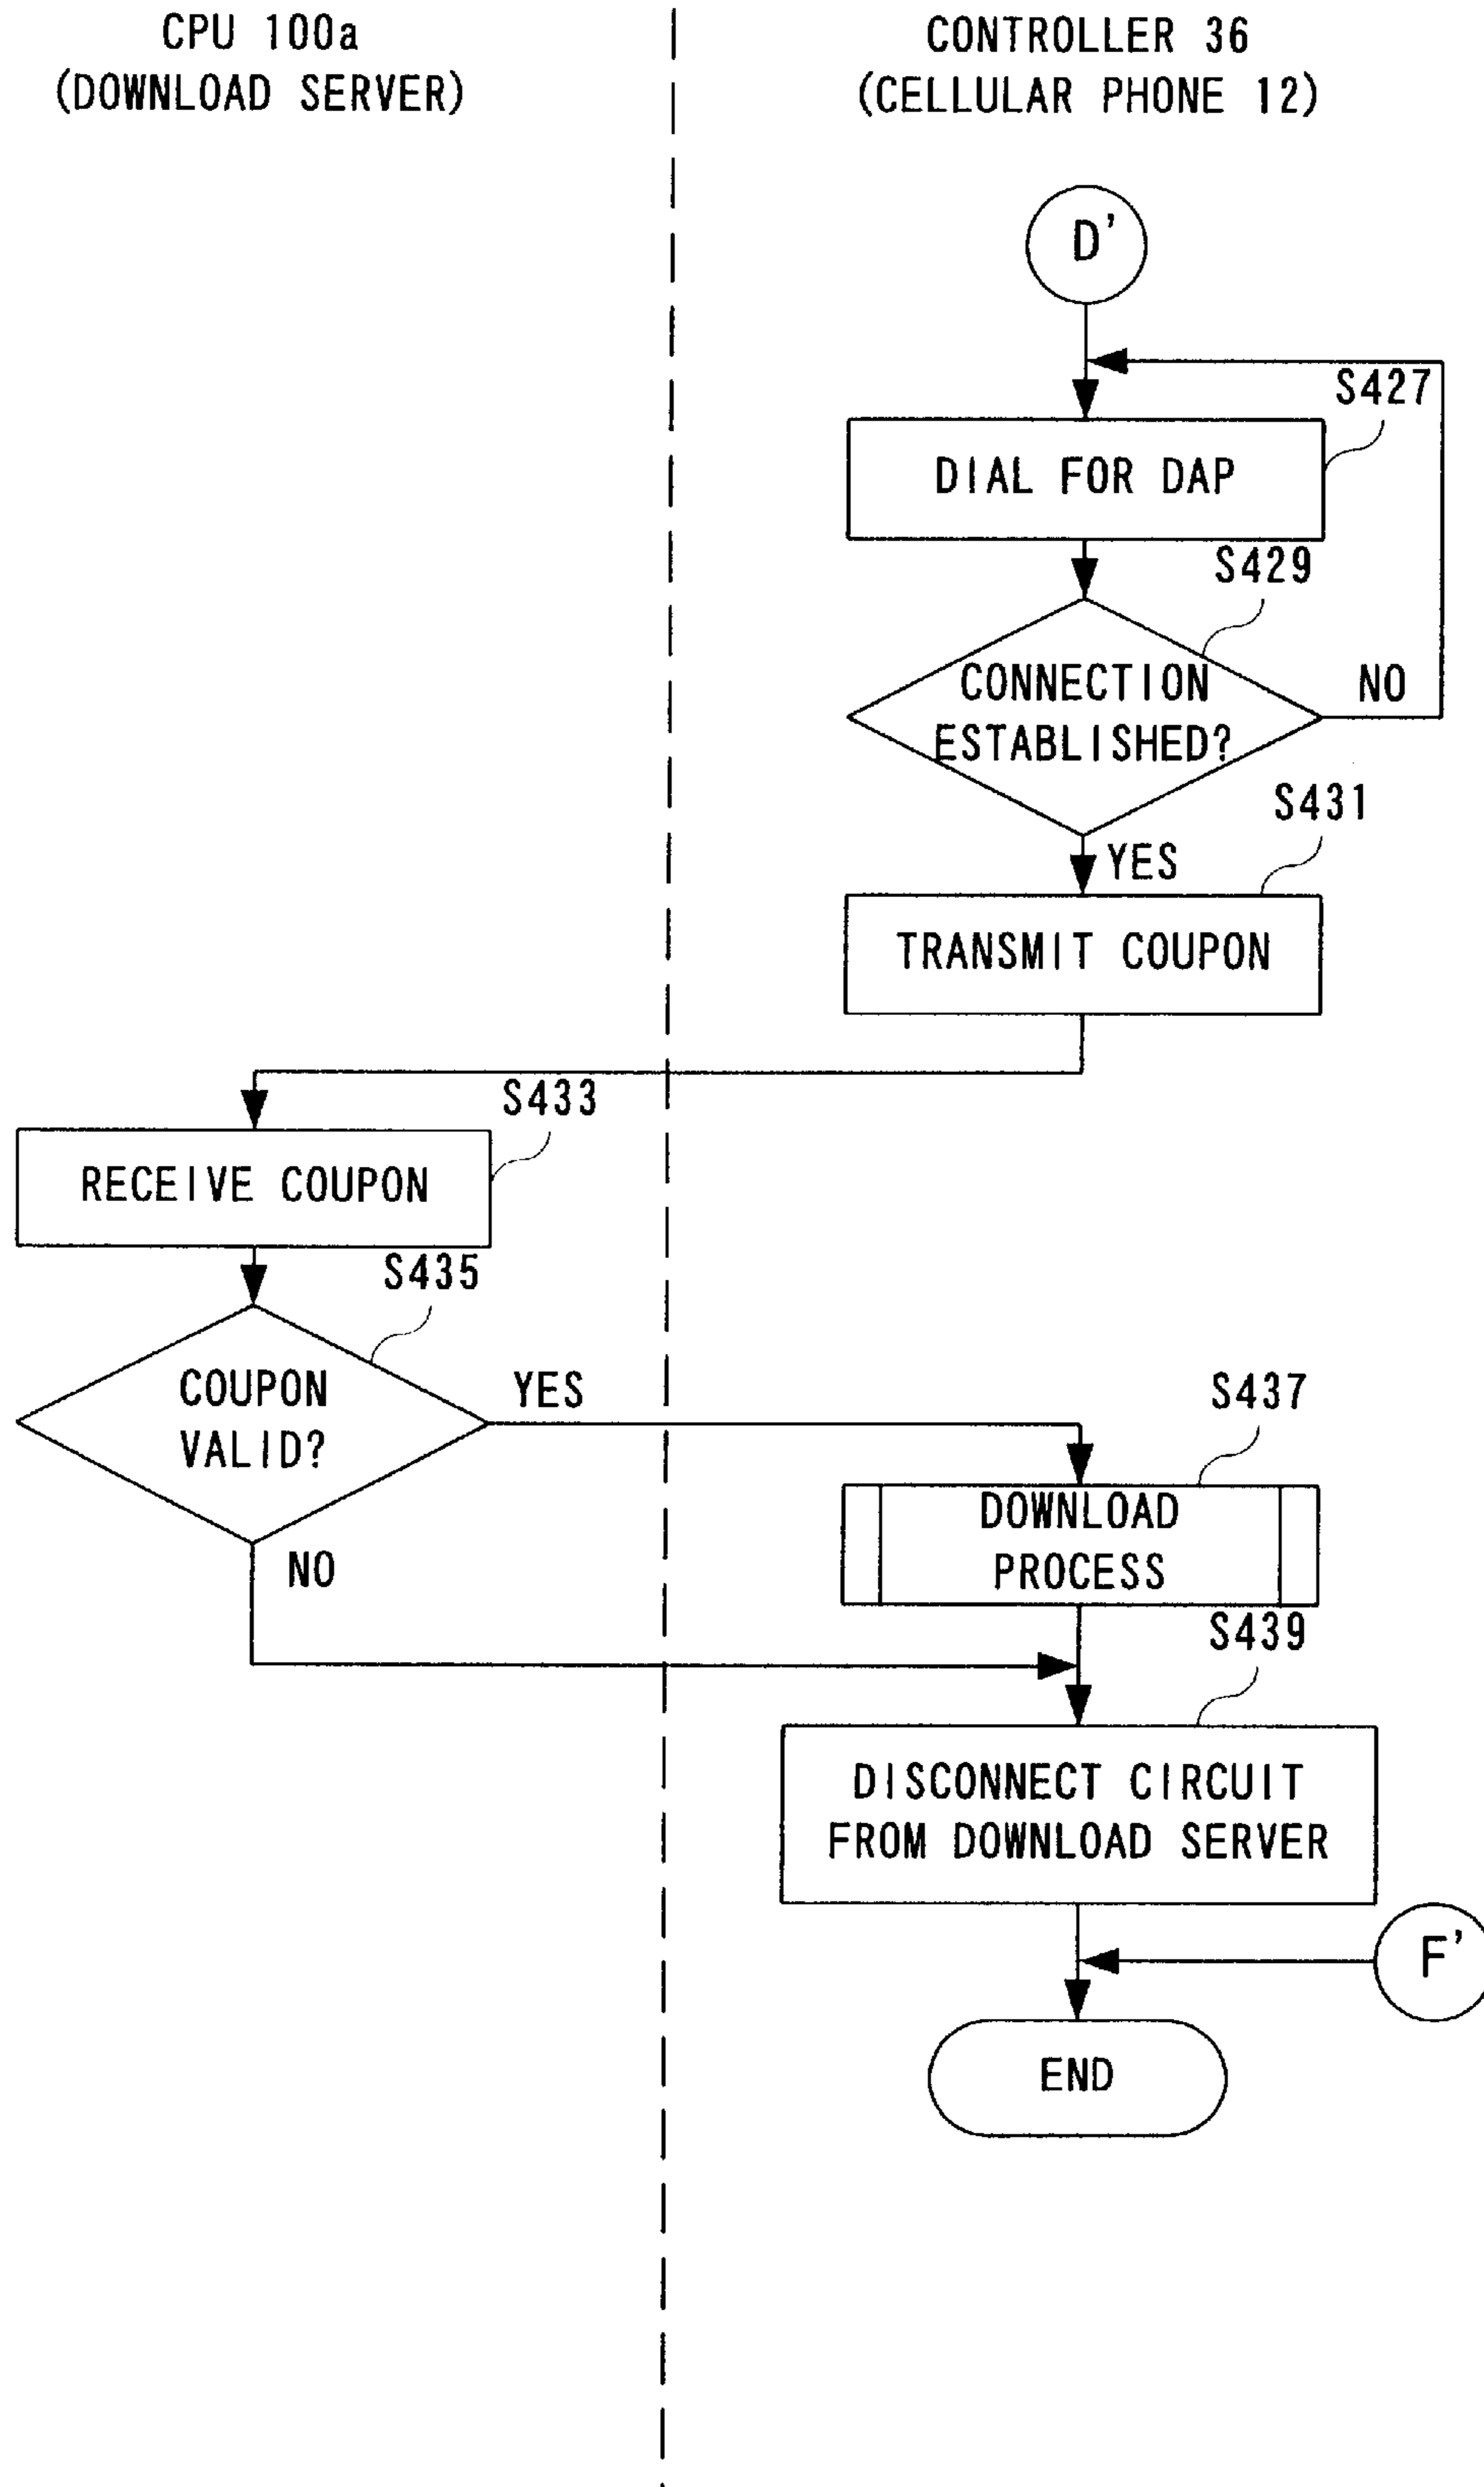 CPU 100a
(DOWNLOAD SERVER)
CONTROLLER 36
(CELLULAR PHONE 12)
D'
S427
DIAL FOR DAP
S429
CONNECTION
ESTABLISHED?
NO
S431
YES
TRANSMIT COUPON
S433
RECEIVE COUPON
S435
COUPON
VALID?
YES
NO
S437
DOWNLOAD
PROCESS
S439
DISCONNECT CIRCUIT
FROM DOWNLOAD SERVER
F'
END